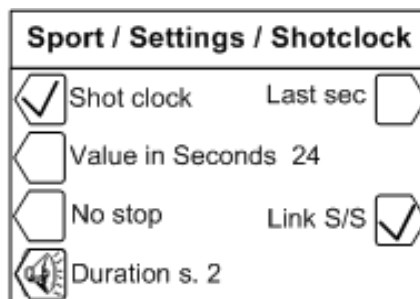 Sport / Settings / Shotclock
Shot clock Last sec
Value in Seconds 24
No stop Link S/S
Duration s. 2